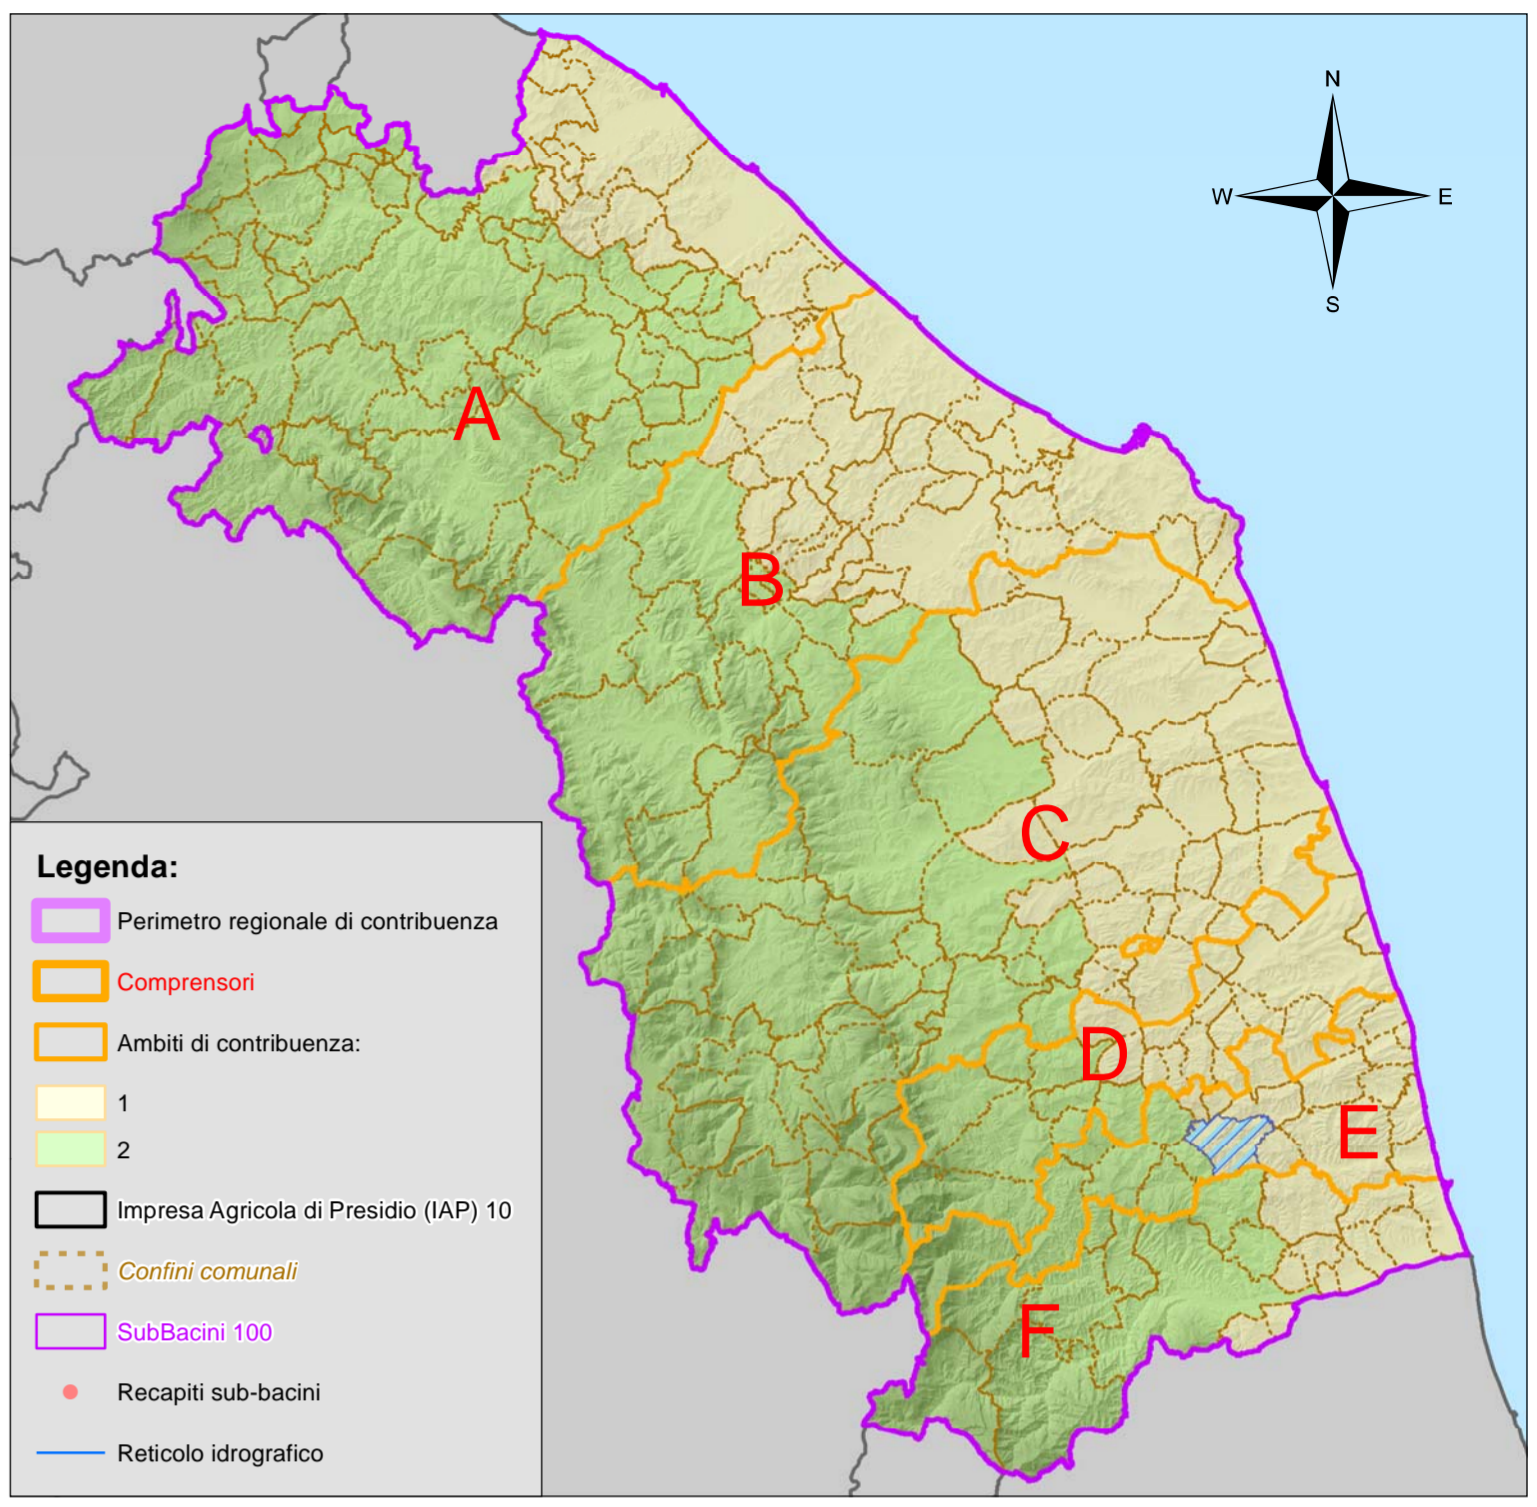 N
W
E
S
A
B
C
D
E
F
Legenda:
Perimetro regionale di contribuenza
Comprensori
Ambiti di contribuenza:
1
2
Impresa Agricola di Presidio (IAP) 10
Confini comunali
SubBacini 100
Recapiti sub-bacini
Reticolo idrografico